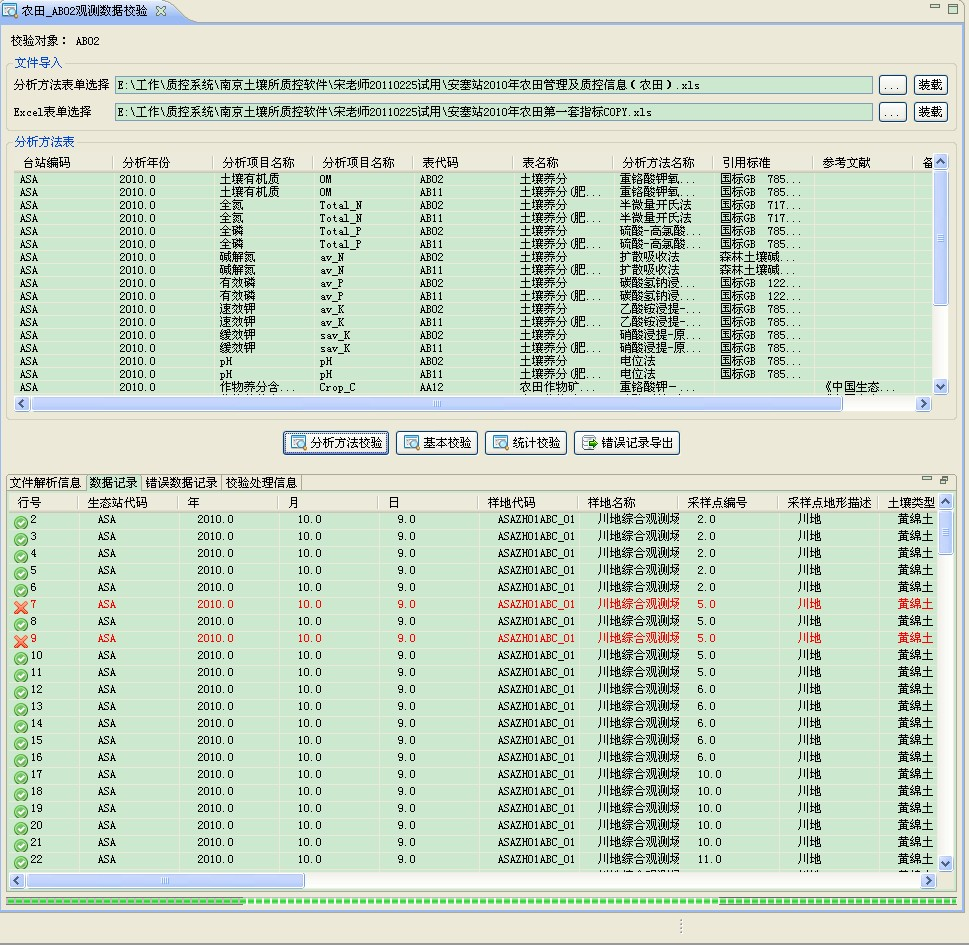 农田_AB02观测数据校验
校验对象： AB02
文件导入
分析方法表单选择 E:\工作\质控系统\南京土壤所质控软件\宋老师20110225试用\安塞站2010年农田管理及质控信息(农田).xls ... 装载
Excel表单选择 E:\工作\质控系统\南京土壤所质控软件\宋老师20110225试用\安塞站2010年农田第一套指标COPY.xls ... 装载
分析方法表
台站编码 分析年份 分析项目名称 分析项目名称 表代码 表名称 分析方法名称 引用标准 参考文献 备
ASA 2010.0 土壤有机质 OM AB02 土壤养分 重铬酸钾氧... 国标GB 785...
ASA 2010.0 土壤有机质 OM AB11 土壤养分(肥... 重铬酸钾氧... 国标GB 785...
ASA 2010.0 全氮 Total_N AB02 土壤养分 半微量开氏法 国标GB 717...
ASA 2010.0 全氮 Total_N AB11 土壤养分(肥... 半微量开氏法 国标GB 717...
ASA 2010.0 全磷 Total_P AB02 土壤养分 硫酸-高氯酸... 国标GB 785...
ASA 2010.0 全磷 Total_P AB11 土壤养分(肥... 硫酸-高氯酸... 国标GB 785...
ASA 2010.0 碱解氮 av_N AB02 土壤养分 扩散吸收法 森林土壤碱...
ASA 2010.0 碱解氮 av_N AB11 土壤养分(肥... 扩散吸收法 森林土壤碱...
ASA 2010.0 有效磷 av_P AB02 土壤养分 碳酸氢钠浸... 国标GB 122...
ASA 2010.0 有效磷 av_P AB11 土壤养分(肥... 碳酸氢钠浸... 国标GB 122...
ASA 2010.0 速效钾 av_K AB02 土壤养分 乙酸铵浸提-... 国标GB 785...
ASA 2010.0 速效钾 av_K AB11 土壤养分(肥... 乙酸铵浸提-... 国标GB 785...
ASA 2010.0 缓效钾 sav_K AB02 土壤养分 硝酸浸提-原... 国标GB 785...
ASA 2010.0 缓效钾 sav_K AB11 土壤养分(肥... 硝酸浸提-原... 国标GB 785...
ASA 2010.0 pH pH AB02 土壤养分 电位法 国标GB 785...
ASA 2010.0 pH pH AB11 土壤养分(肥... 电位法 国标GB 785...
ASA 2010.0 作物养分含... Crop_C AA12 农田作物矿... 重铬酸钾－... 《中国生态...
分析方法校验 基本校验 统计校验 错误记录导出
文件解析信息 数据记录 错误数据记录 校验处理信息
行号 生态站代码 年 月 日 样地代码 样地名称 采样点编号 采样点地形描述 土壤类型
2 ASA 2010.0 10.0 9.0 ASAZH01ABC_01 川地综合观测场 2.0 川地 黄绵土
3 ASA 2010.0 10.0 9.0 ASAZH01ABC_01 川地综合观测场 2.0 川地 黄绵土
4 ASA 2010.0 10.0 9.0 ASAZH01ABC_01 川地综合观测场 2.0 川地 黄绵土
5 ASA 2010.0 10.0 9.0 ASAZH01ABC_01 川地综合观测场 2.0 川地 黄绵土
6 ASA 2010.0 10.0 9.0 ASAZH01ABC_01 川地综合观测场 2.0 川地 黄绵土
7 ASA 2010.0 10.0 9.0 ASAZH01ABC_01 川地综合观测场 5.0 川地 黄绵土
8 ASA 2010.0 10.0 9.0 ASAZH01ABC_01 川地综合观测场 5.0 川地 黄绵土
9 ASA 2010.0 10.0 9.0 ASAZH01ABC_01 川地综合观测场 5.0 川地 黄绵土
10 ASA 2010.0 10.0 9.0 ASAZH01ABC_01 川地综合观测场 5.0 川地 黄绵土
11 ASA 2010.0 10.0 9.0 ASAZH01ABC_01 川地综合观测场 5.0 川地 黄绵土
12 ASA 2010.0 10.0 9.0 ASAZH01ABC_01 川地综合观测场 6.0 川地 黄绵土
13 ASA 2010.0 10.0 9.0 ASAZH01ABC_01 川地综合观测场 6.0 川地 黄绵土
14 ASA 2010.0 10.0 9.0 ASAZH01ABC_01 川地综合观测场 6.0 川地 黄绵土
15 ASA 2010.0 10.0 9.0 ASAZH01ABC_01 川地综合观测场 6.0 川地 黄绵土
16 ASA 2010.0 10.0 9.0 ASAZH01ABC_01 川地综合观测场 6.0 川地 黄绵土
17 ASA 2010.0 10.0 9.0 ASAZH01ABC_01 川地综合观测场 10.0 川地 黄绵土
18 ASA 2010.0 10.0 9.0 ASAZH01ABC_01 川地综合观测场 10.0 川地 黄绵土
19 ASA 2010.0 10.0 9.0 ASAZH01ABC_01 川地综合观测场 10.0 川地 黄绵土
20 ASA 2010.0 10.0 9.0 ASAZH01ABC_01 川地综合观测场 10.0 川地 黄绵土
21 ASA 2010.0 10.0 9.0 ASAZH01ABC_01 川地综合观测场 10.0 川地 黄绵土
22 ASA 2010.0 10.0 9.0 ASAZH01ABC_01 川地综合观测场 11.0 川地 黄绵土